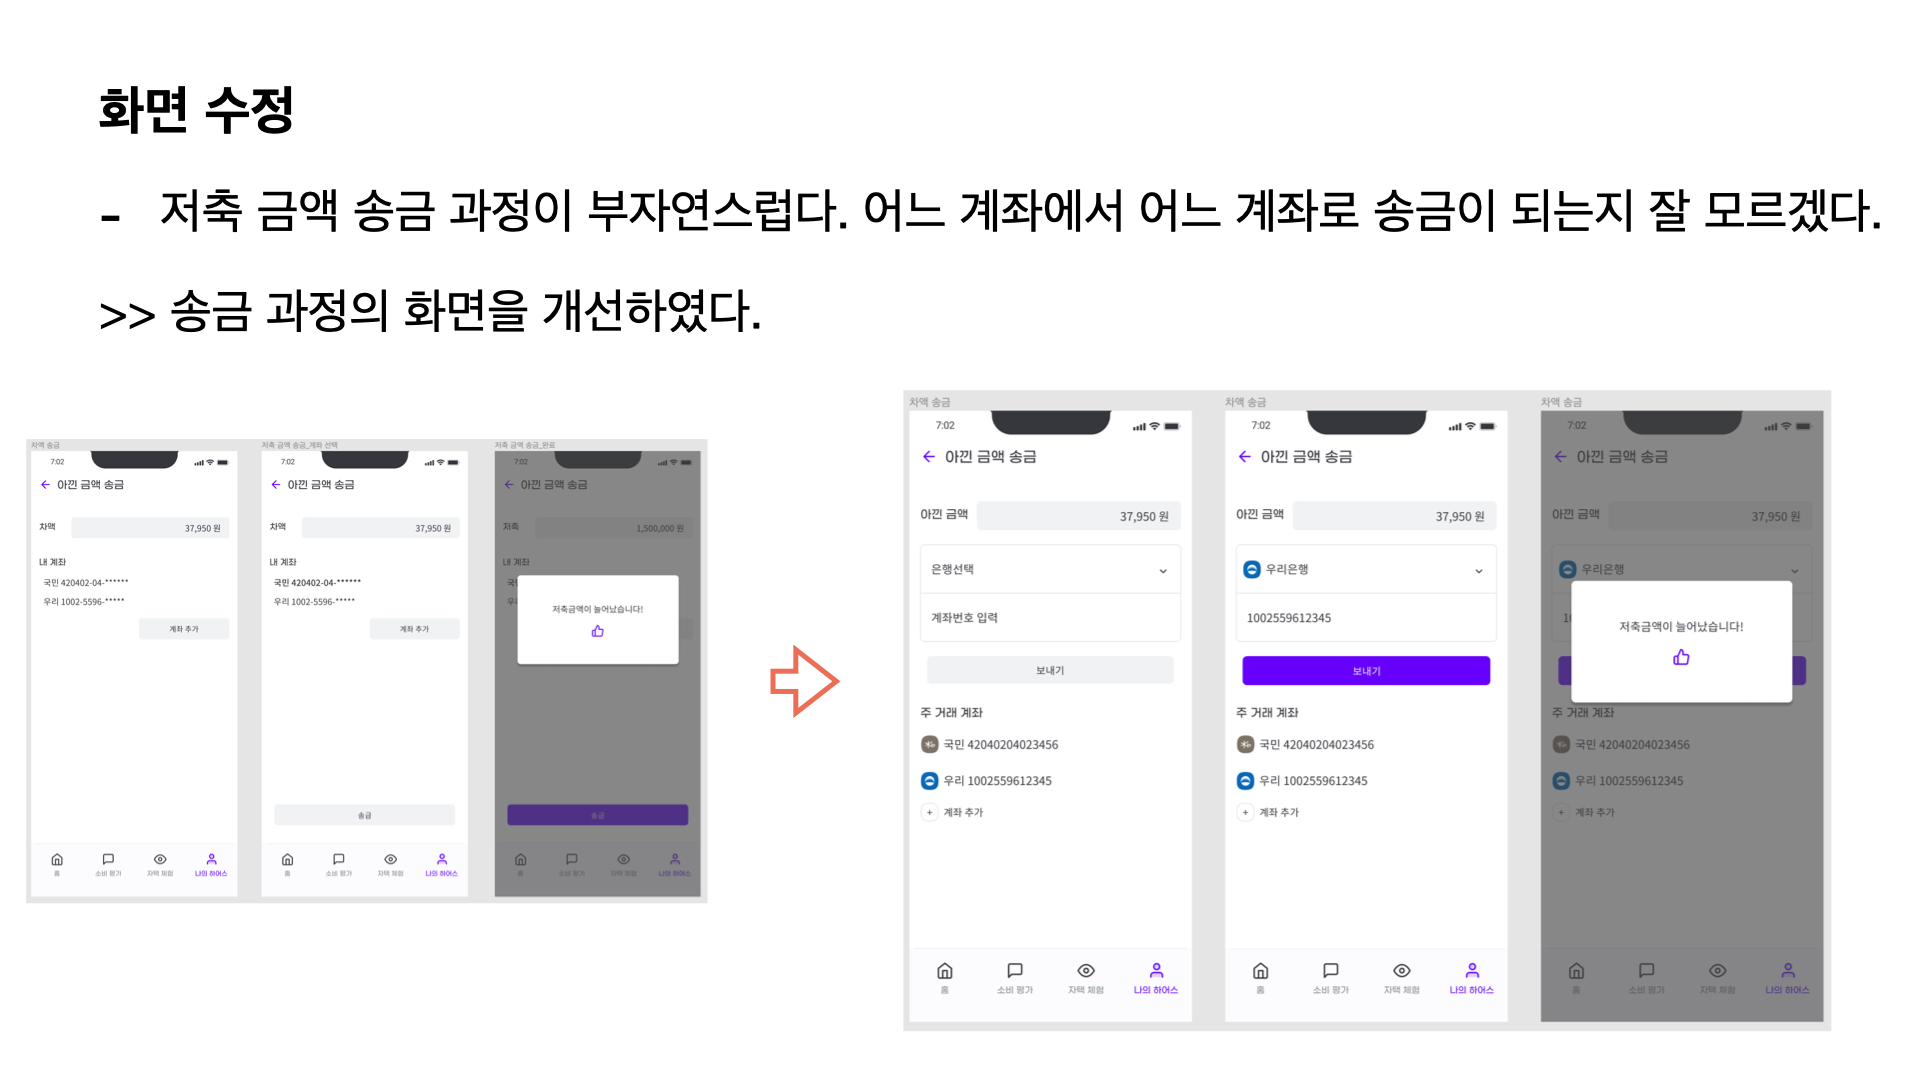 화면 수정
- 저축 금액 송금 과정이 부자연스럽다. 어느 계좌에서 어느 계좌로 송금이 되는지 잘 모르겠다.
>> 송금 과정의 화면을 개선하였다.
차액 송금
7:02
아낀 금액 송금
차액
37,950 원
내 계좌
국민 420402-04-******
우리 1002-5596-*****
계좌 추가
홈
소비 평가
자택 체험
나의 하어스
저축 금액 송금_계좌 선택
7:02
아낀 금액 송금
차액
37,950 원
내 계좌
국민 420402-04-******
우리 1002-5596-*****
계좌 추가
송금
홈
소비 평가
자택 체험
나의 하어스
저축 금액 송금_완료
7:02
아낀 금액 송금
저축
1,500,000 원
내 계좌
저축금액이 늘어났습니다!
송금
홈
소비 평가
자택 체험
나의 하어스
차액 송금
7:02
아낀 금액 송금
아낀 금액
37,950 원
은행선택
계좌번호 입력
보내기
주 거래 계좌
국민 42040204023456
우리 1002559612345
+ 계좌 추가
홈
소비 평가
자택 체험
나의 하어스
차액 송금
7:02
아낀 금액 송금
아낀 금액
37,950 원
우리은행
1002559612345
보내기
주 거래 계좌
국민 42040204023456
우리 1002559612345
+ 계좌 추가
홈
소비 평가
자택 체험
나의 하어스
차액 송금
7:02
아낀 금액 송금
아낀 금액
37,950 원
우리은행
저축금액이 늘어났습니다!
주 거래 계좌
국민 42040204023456
우리 1002559612345
+ 계좌 추가
홈
소비 평가
자택 체험
나의 하어스